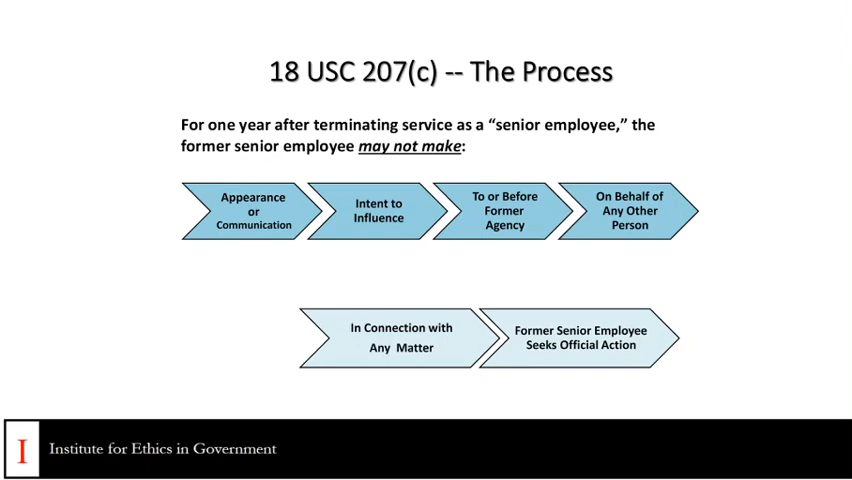 18 USC 207(c) -- The Process
For one year after terminating service as a “senior employee,” the
former senior employee may not make:
Appearance
or
Communication
Intent to
Influence
To or Before
Former
Agency
On Behalf of
Any Other
Person
In Connection with
Any Matter
Former Senior Employee
Seeks Official Action
I
Institute for Ethics in Government